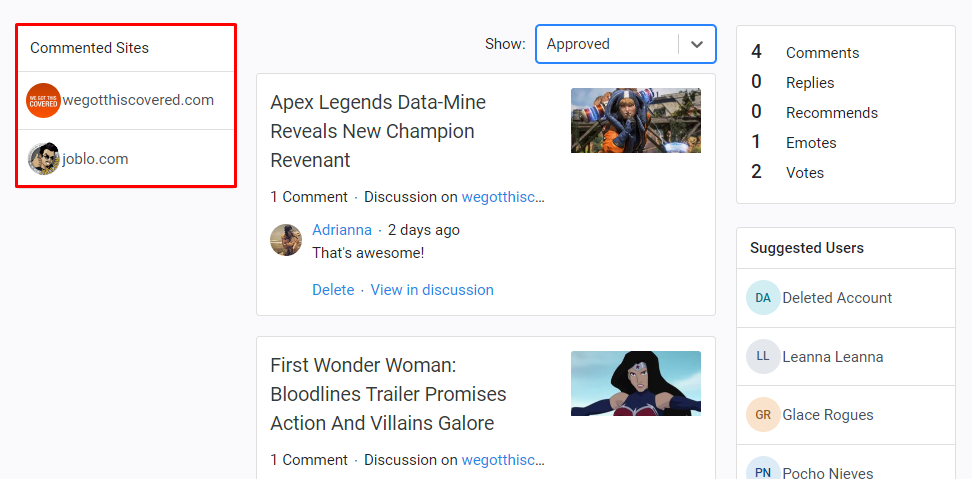 Commented Sites
WE GOT THIS
COVERED
wegotthiscovered.com
joblo.com
Show:
Approved
Apex Legends Data-Mine
Reveals New Champion
Revenant
1 Comment · Discussion on wegotthisc...
Adrianna · 2 days ago
That's awesome!
Delete · View in discussion
First Wonder Woman:
Bloodlines Trailer Promises
Action And Villains Galore
1 Comment · Discussion on wegotthisc...
4 Comments
0 Replies
0 Recommends
1 Emotes
2 Votes
Suggested Users
DA Deleted Account
LL Leanna Leanna
GR Glace Rogues
PN Pocho Nieves